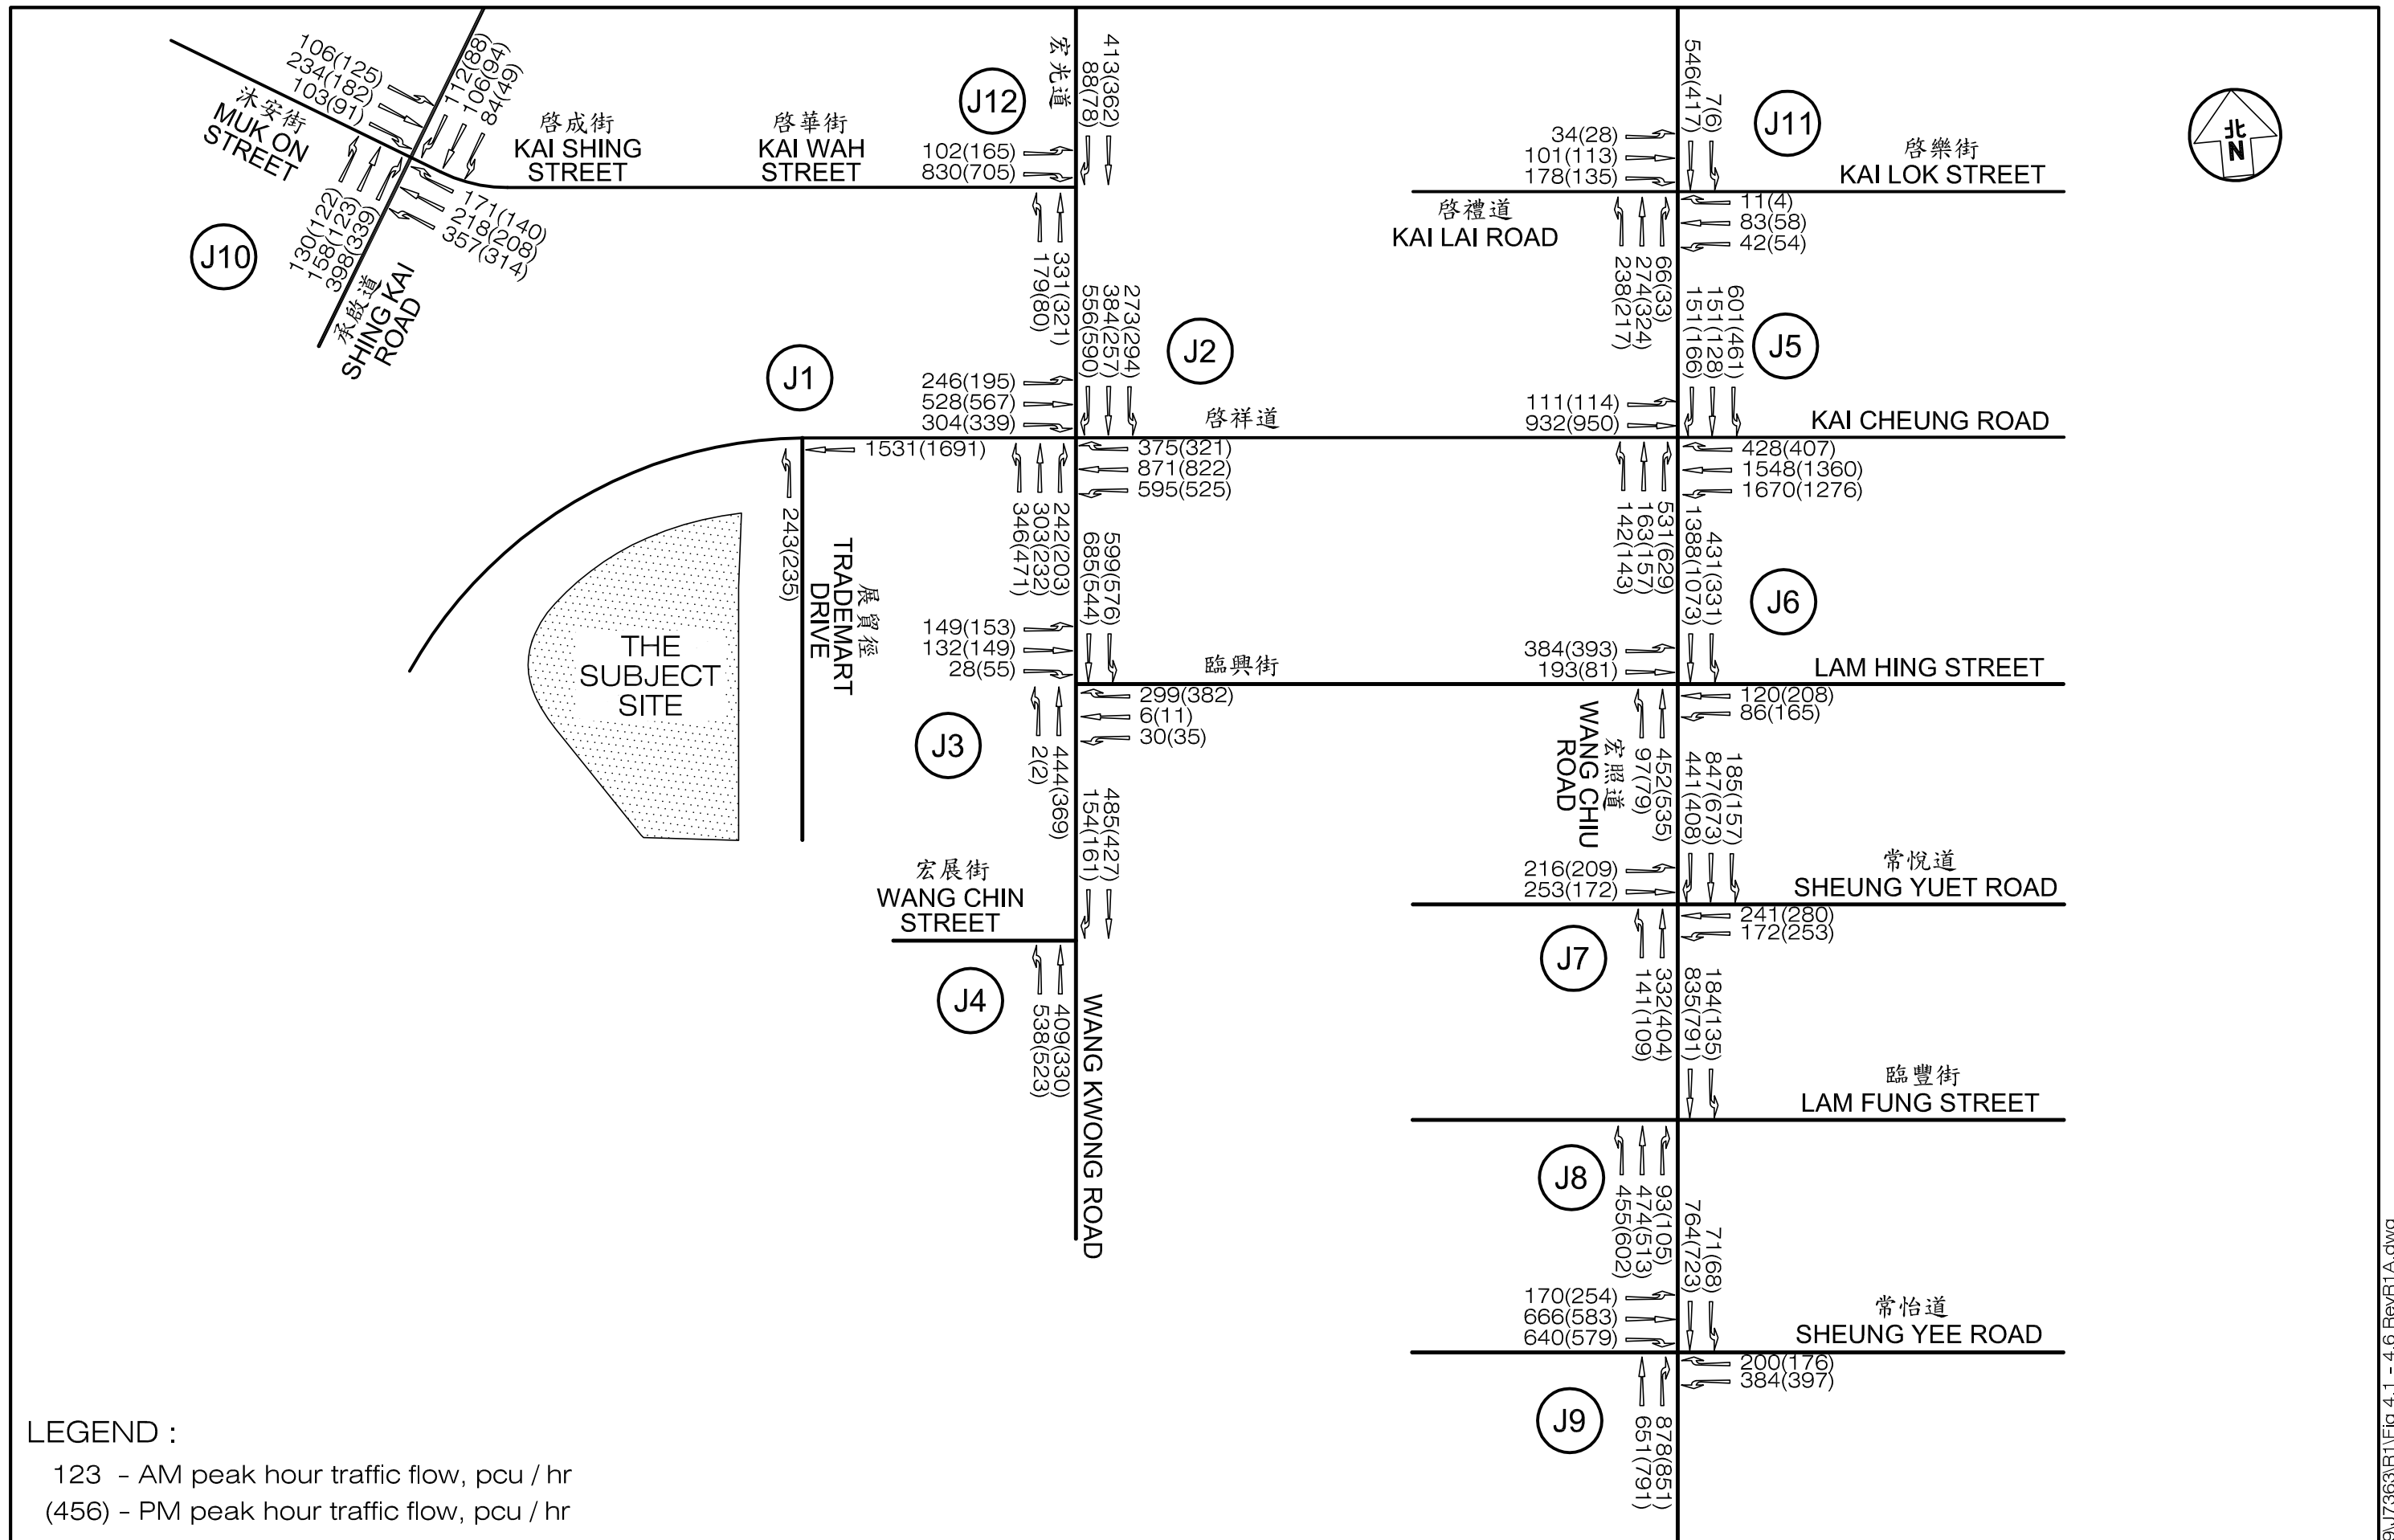 106(125)
234(182)
103(91)
112(88)
106(94)
84(49)
沐安街
MUK ON
STREET
130(122)
158(123)
398(339)
171(140)
218(208)
357(314)
J10
承啟道
SHING KAI
ROAD
啓成街
KAI SHING
STREET
啓華街
KAI WAH
STREET
J12
宏光道
413(362)
88(78)
102(165)
830(705)
331(321)
179(80)
273(294)
384(257)
556(590)
J1
J2
246(195)
528(567)
304(339)
啓祥道
1531(1691)
375(321)
871(822)
595(525)
243(235)
展貿徑
TRADEMART
DRIVE
THE
SUBJECT
SITE
242(203)
303(232)
346(471)
599(576)
685(544)
149(153)
132(149)
28(55)
臨興街
299(382)
6(11)
30(35)
J3
444(369)
2(2)
485(427)
154(161)
宏展街
WANG CHIN
STREET
J4
409(330)
538(523)
WANG KWONG ROAD
7(6)
546(417)
J11
34(28)
101(113)
178(135)
啓樂街
KAI LOK STREET
啓禮道
KAI LAI ROAD
11(4)
83(58)
42(54)
66(33)
274(324)
238(217)
601(461)
151(128)
151(166)
J5
111(114)
932(950)
KAI CHEUNG ROAD
428(407)
1548(1360)
1670(1276)
531(629)
163(157)
142(143)
431(331)
1388(1073)
J6
384(393)
193(81)
LAM HING STREET
120(208)
86(165)
宏照道
WANG CHIU
ROAD
452(535)
97(79)
185(157)
847(673)
441(408)
216(209)
253(172)
常悅道
SHEUNG YUET ROAD
241(280)
172(253)
J7
332(404)
141(109)
184(135)
835(791)
臨豐街
LAM FUNG STREET
J8
93(105)
474(513)
455(602)
71(68)
764(723)
170(254)
666(583)
640(579)
常怡道
SHEUNG YEE ROAD
200(176)
384(397)
J9
878(851)
651(791)
北
N
LEGEND :
123 - AM peak hour traffic flow, pcu / hr
(456) - PM peak hour traffic flow, pcu / hr
9\J7363\R1\Fig 4.1 - 4.6 RevR1A.dwg